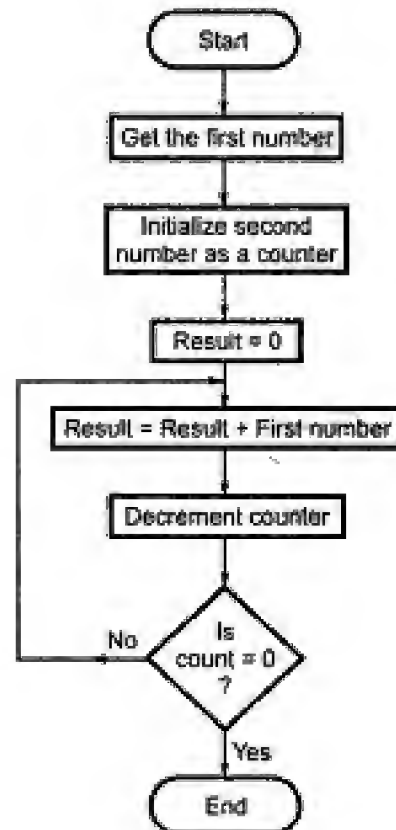 Start
Get the first number
Initialize second
number as a counter
Result = 0
Result = Result + First number
Decrement counter
Is
count = 0
?
No
Yes
End